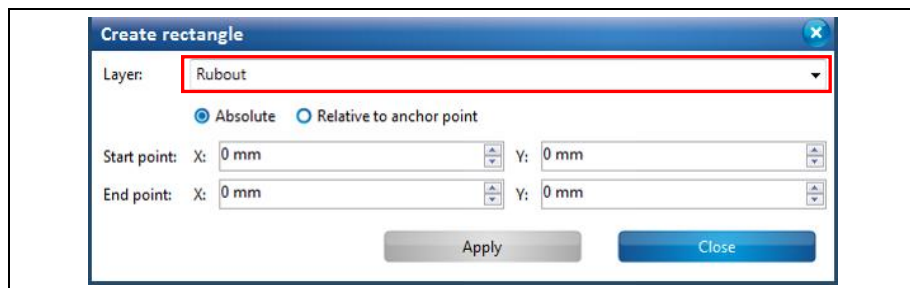 Create rectangle
Layer: Rubout
Absolute Relative to anchor point
Start point: X: 0 mm Y: 0 mm
End point: X: 0 mm Y: 0 mm
Apply Close